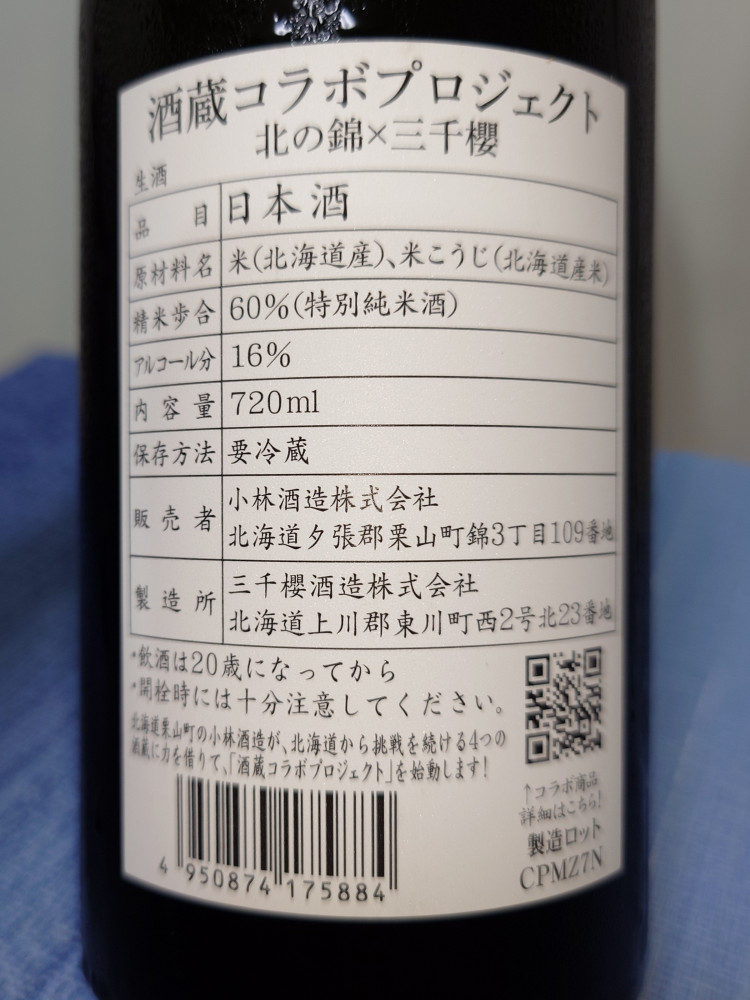 酒蔵コラボプロジェクト
北の錦×三千櫻
生酒
品目 日本酒
原材料名 米(北海道産)、米こうじ(北海道産米)
精米歩合 60%(特別純米酒)
アルコール分 16%
内容量 720ml
保存方法 要冷蔵
販売者 小林酒造株式会社
北海道夕張郡栗山町錦3丁目109番地
製造所 三千櫻酒造株式会社
北海道上川郡東川町西2号北23番地
・飲酒は20歳になってから
・開栓時には十分注意してください。
北海道栗山町の小林酒造が、北海道から挑戦を続ける4つの
酒蔵に力を借りて、「酒蔵コラボプロジェクト」を始動します!
↑コラボ商品
詳細はこちら!
製造ロット
CPMZ7N
4 950874 175884